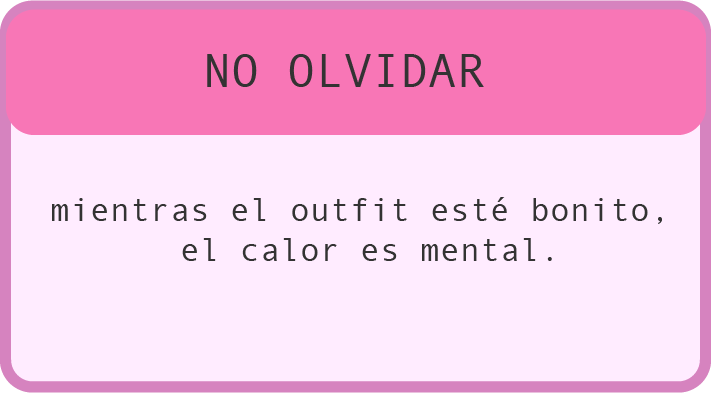 NO OLVIDAR
mientras el outfit esté bonito,
el calor es mental.